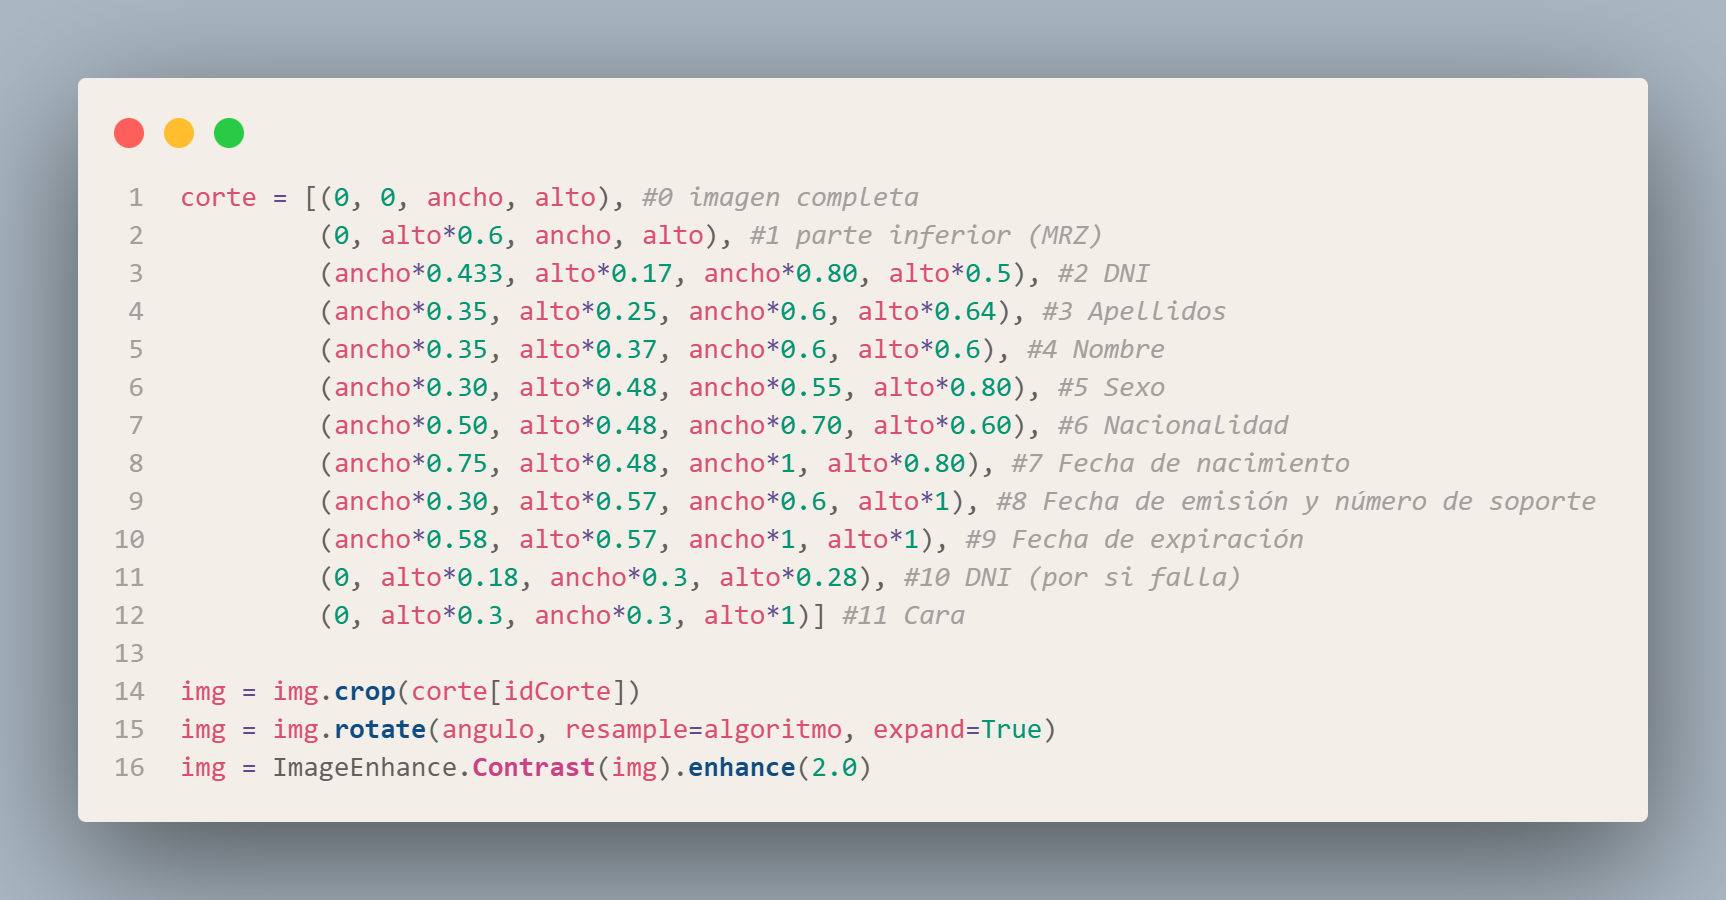 1 corte = [(0, 0, ancho, alto), #0 imagen completa
2 (0, alto*0.6, ancho, alto), #1 parte inferior (MRZ)
3 (ancho*0.433, alto*0.17, ancho*0.80, alto*0.5), #2 DNI
4 (ancho*0.35, alto*0.25, ancho*0.6, alto*0.64), #3 Apellidos
5 (ancho*0.35, alto*0.37, ancho*0.6, alto*0.6), #4 Nombre
6 (ancho*0.30, alto*0.48, ancho*0.55, alto*0.80), #5 Sexo
7 (ancho*0.50, alto*0.48, ancho*0.70, alto*0.60), #6 Nacionalidad
8 (ancho*0.75, alto*0.48, ancho*1, alto*0.80), #7 Fecha de nacimiento
9 (ancho*0.30, alto*0.57, ancho*0.6, alto*1), #8 Fecha de emisión y número de soporte
10 (ancho*0.58, alto*0.57, ancho*1, alto*1), #9 Fecha de expiración
11 (0, alto*0.18, ancho*0.3, alto*0.28), #10 DNI (por si falla)
12 (0, alto*0.3, ancho*0.3, alto*1)] #11 Cara
13
14 img = img.crop(corte[idCorte])
15 img = img.rotate(angulo, resample=algoritmo, expand=True)
16 img = ImageEnhance.Contrast(img).enhance(2.0)